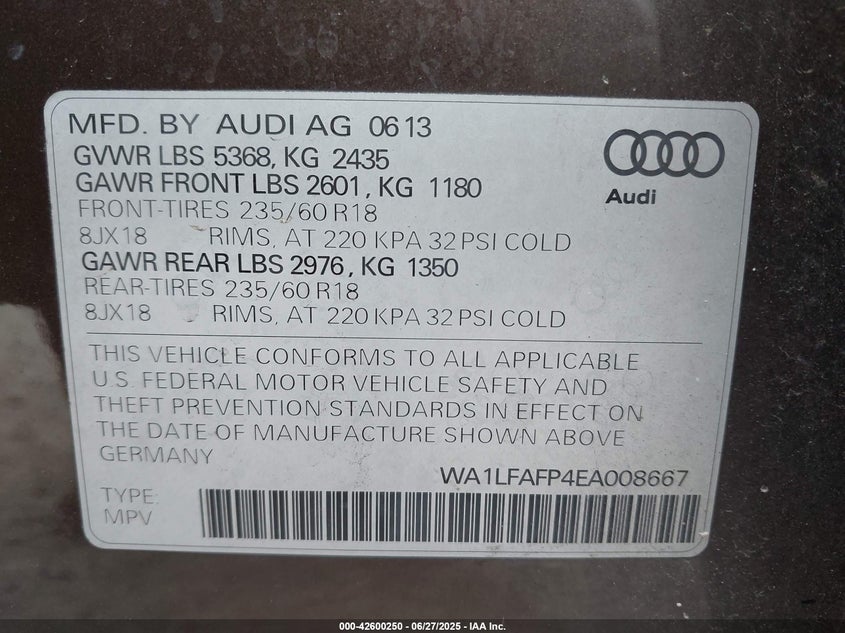 MFD. BY AUDI AG 06 13
GVWR LBS 5368, KG 2435
GAWR FRONT LBS 2601, KG 1180
FRONT-TIRES 235/60 R18
8JX18 RIMS, AT 220 KPA 32 PSI COLD
GAWR REAR LBS 2976, KG 1350
REAR-TIRES 235/60 R18
8JX18 RIMS, AT 220 KPA 32 PSI COLD
Audi
THIS VEHICLE CONFORMS TO ALL APPLICABLE
U.S. FEDERAL MOTOR VEHICLE SAFETY AND
THEFT PREVENTION STANDARDS IN EFFECT ON
THE DATE OF MANUFACTURE SHOWN ABOVE
GERMANY
WA1LFAFP4EA008667
TYPE:
MPV
000-42600250 - 06/27/2025 - IAA Inc.